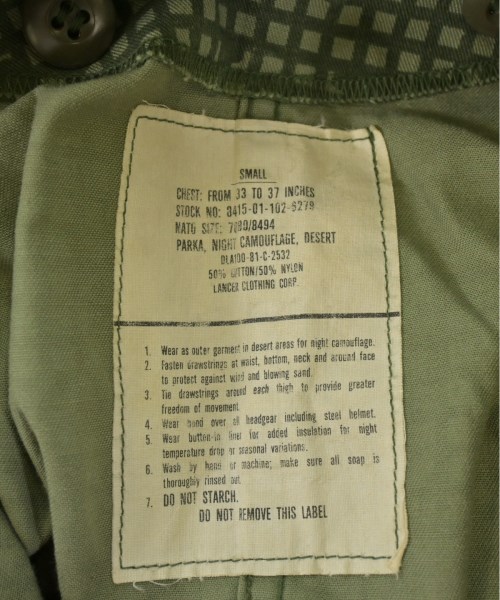 SMALL
CHEST: FROM 33 TO 37 INCHES
STOCK NO: 8415-01-102-6279
NATO SIZE: 7080/8494
PARKA, NIGHT CAMOUFLAGE, DESERT
DLA100-81-C-2532
50% COTTON/50% NYLON
LANCER CLOTHING CORP.
1. Wear as outer garment in desert areas for night camouflage.
2. Fasten drawstrings at waist, bottom, neck and around face
to protect against wind and blowing sand.
3. Tie drawstrings around each thigh to provide greater
freedom of movement.
4. Wear hood over all headgear including steel helmet.
5. Wear button-in liner for added insulation for night
temperature drop or seasonal variations.
6. Wash by hand or machine; make sure all soap is
thoroughly rinsed out.
7. DO NOT STARCH.
DO NOT REMOVE THIS LABEL